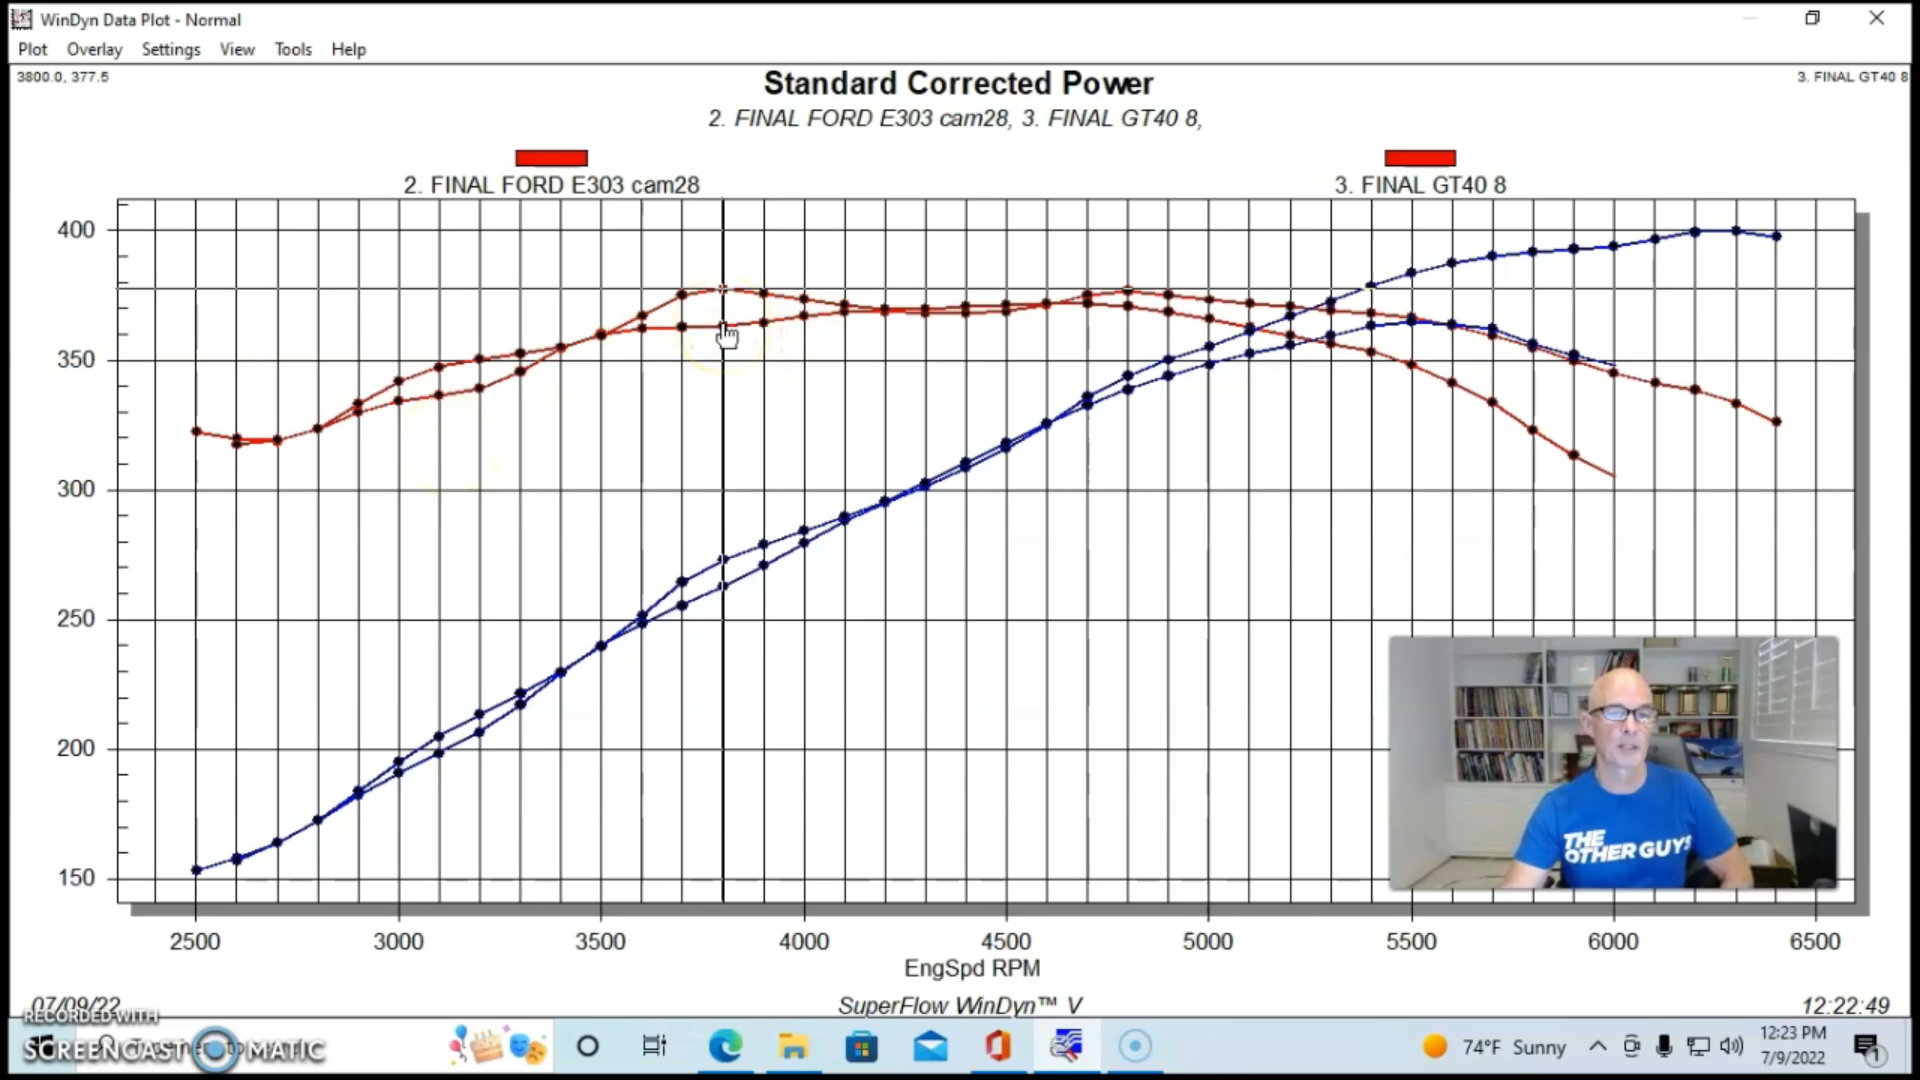 WinDyn Data Plot - Normal
Plot Overlay Settings View Tools Help
3800.0, 377.5
3. FINAL GT40 8
Standard Corrected Power
2. FINAL FORD E303 cam28, 3. FINAL GT40 8,
2. FINAL FORD E303 cam28
3. FINAL GT40 8
400
350
300
250
200
150
2500 3000 3500 4000 4500 5000 5500 6000 6500
EngSpd RPM
THE
OTHER GUYS
07/09/22
SuperFlow WinDyn™ V
12:22:49
RECORDED WITH
SCREENCAST O MATIC
74°F Sunny
12:23 PM
7/9/2022
1